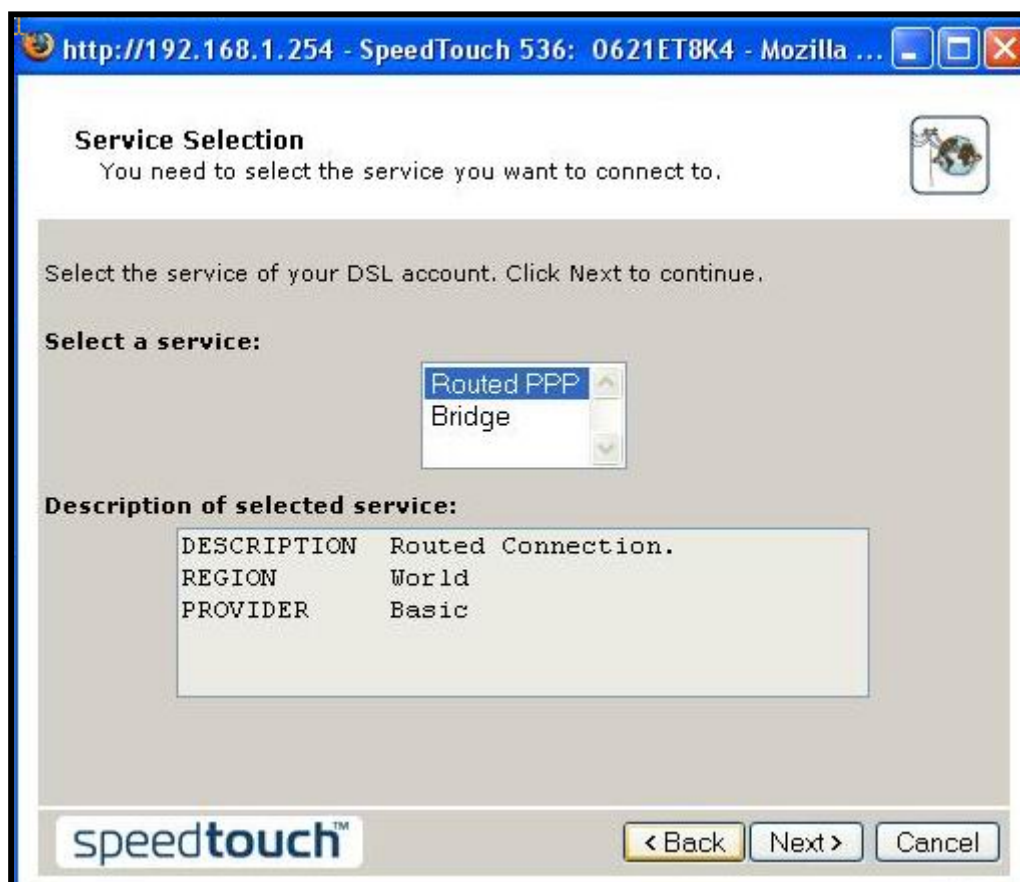 http://192.168.1.254 - SpeedTouch 536: 0621ET8K4 - Mozilla ...
Service Selection
You need to select the service you want to connect to.
Select the service of your DSL account. Click Next to continue.
Select a service:
Routed PPP
Bridge
Description of selected service:
DESCRIPTION Routed Connection.
REGION World
PROVIDER Basic
speedtouch™
< Back Next > Cancel